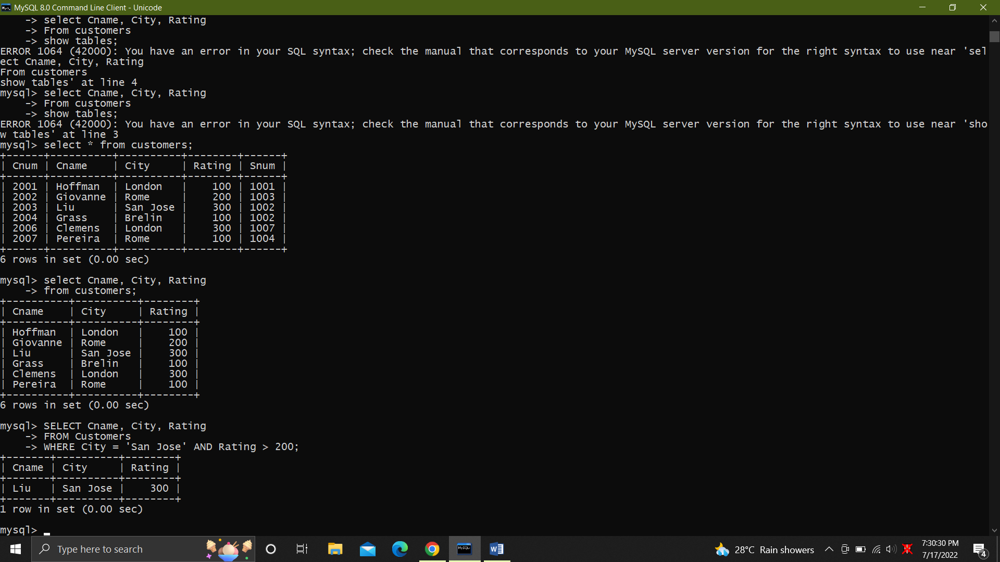 MySQL 8.0 Command Line Client - Unicode
    -> select Cname, City, Rating
    -> From customers
    -> show tables;
ERROR 1064 (42000): You have an error in your SQL syntax; check the manual that corresponds to your MySQL server version for the right syntax to use near 'sel
ect Cname, City, Rating
From customers
show tables' at line 4
mysql> select Cname, City, Rating
    -> From customers
    -> show tables;
ERROR 1064 (42000): You have an error in your SQL syntax; check the manual that corresponds to your MySQL server version for the right syntax to use near 'sho
w tables' at line 3
mysql> select * from customers;
+------+----------+----------+--------+------+
| Cnum | Cname    | City     | Rating | Snum |
+------+----------+----------+--------+------+
| 2001 | Hoffman  | London   |    100 | 1001 |
| 2002 | Giovanne | Rome     |    200 | 1003 |
| 2003 | Liu      | San Jose |    300 | 1002 |
| 2004 | Grass    | Brelin   |    100 | 1002 |
| 2006 | Clemens  | London   |    300 | 1007 |
| 2007 | Pereira  | Rome     |    100 | 1004 |
+------+----------+----------+--------+------+
6 rows in set (0.00 sec)

mysql> select Cname, City, Rating
    -> from customers;
+----------+----------+--------+
| Cname    | City     | Rating |
+----------+----------+--------+
| Hoffman  | London   |    100 |
| Giovanne | Rome     |    200 |
| Liu      | San Jose |    300 |
| Grass    | Brelin   |    100 |
| Clemens  | London   |    300 |
| Pereira  | Rome     |    100 |
+----------+----------+--------+
6 rows in set (0.00 sec)

mysql> SELECT Cname, City, Rating
    -> FROM Customers
    -> WHERE City = 'San Jose' AND Rating > 200;
+-------+----------+--------+
| Cname | City     | Rating |
+-------+----------+--------+
| Liu   | San Jose |    300 |
+-------+----------+--------+
1 row in set (0.00 sec)

mysql> _
Type here to search
28°C Rain showers
7:30:30 PM
7/17/2022
4